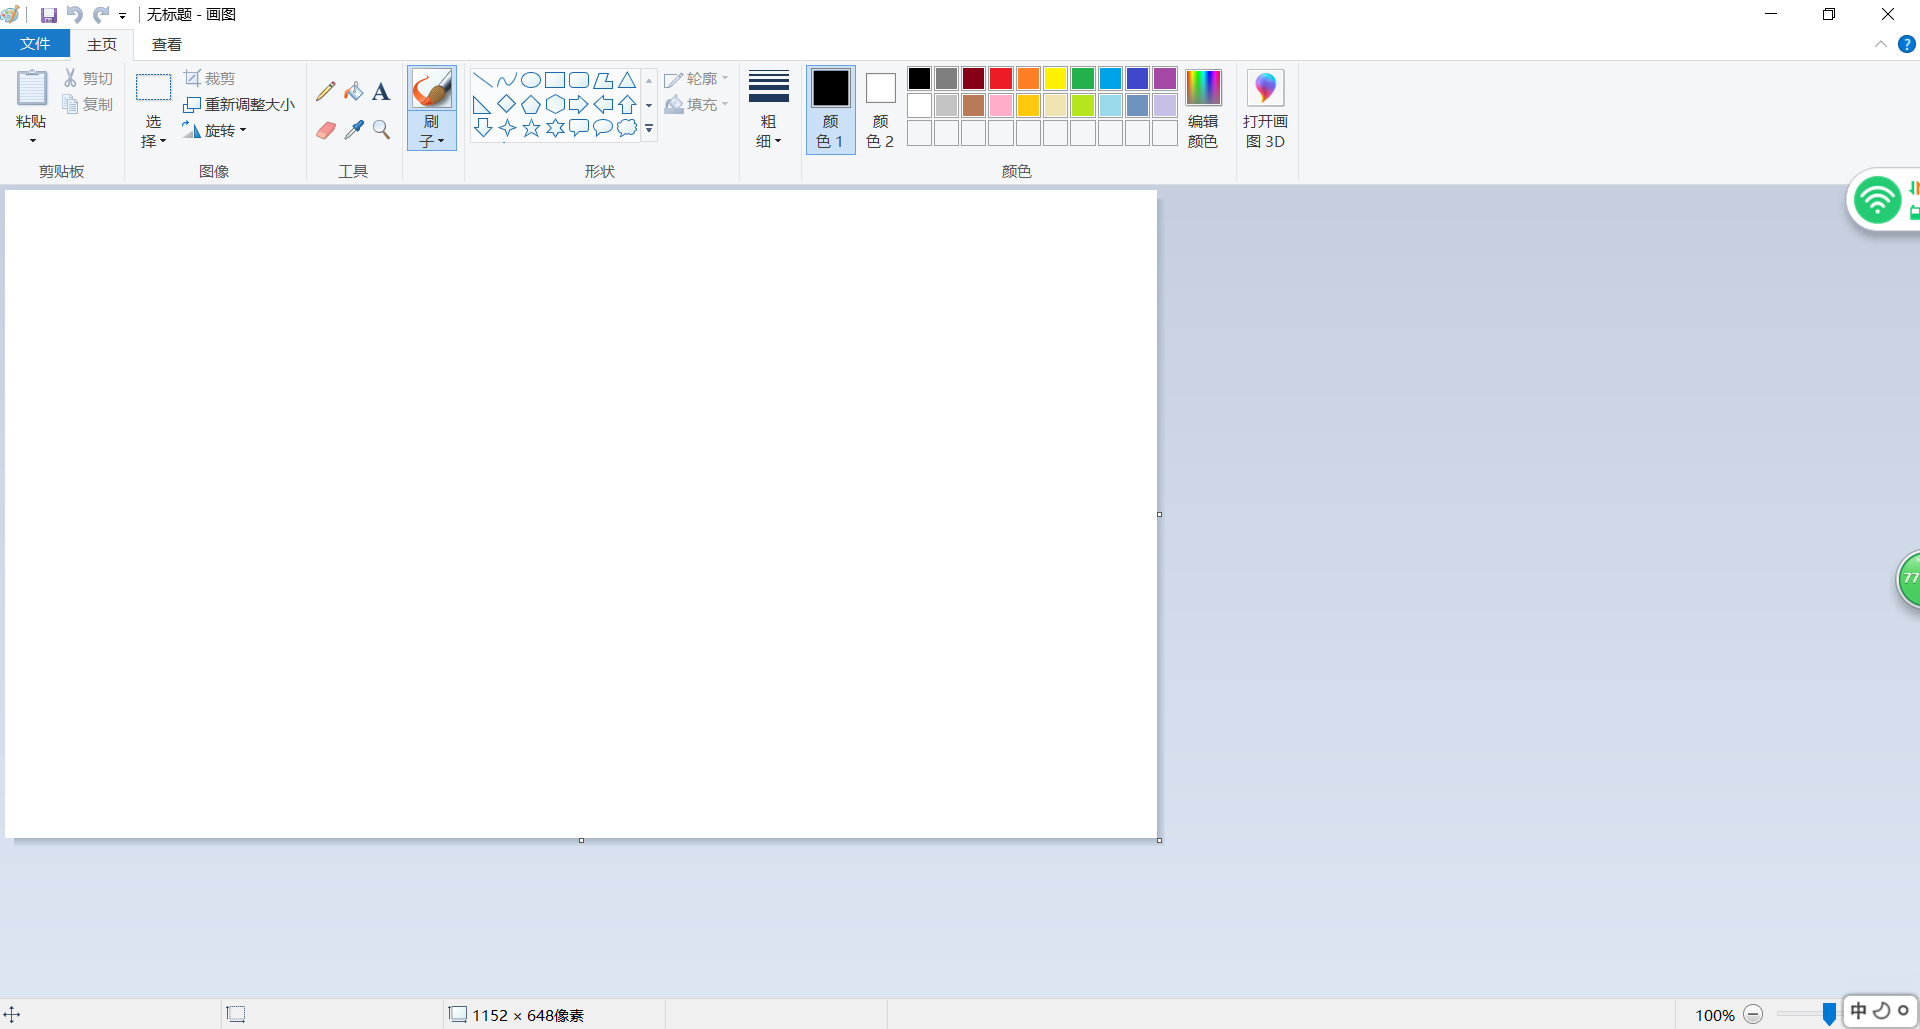 无标题 - 画图
文件 主页 查看
粘贴
剪切
复制
剪贴板
选
择
裁剪
重新调整大小
旋转
图像
A
工具
刷
子
轮廓
填充
形状
粗
细
颜
色 1
颜
色 2
编辑
颜色
颜色
打开画
图 3D
77
1152 × 648像素
100%
中